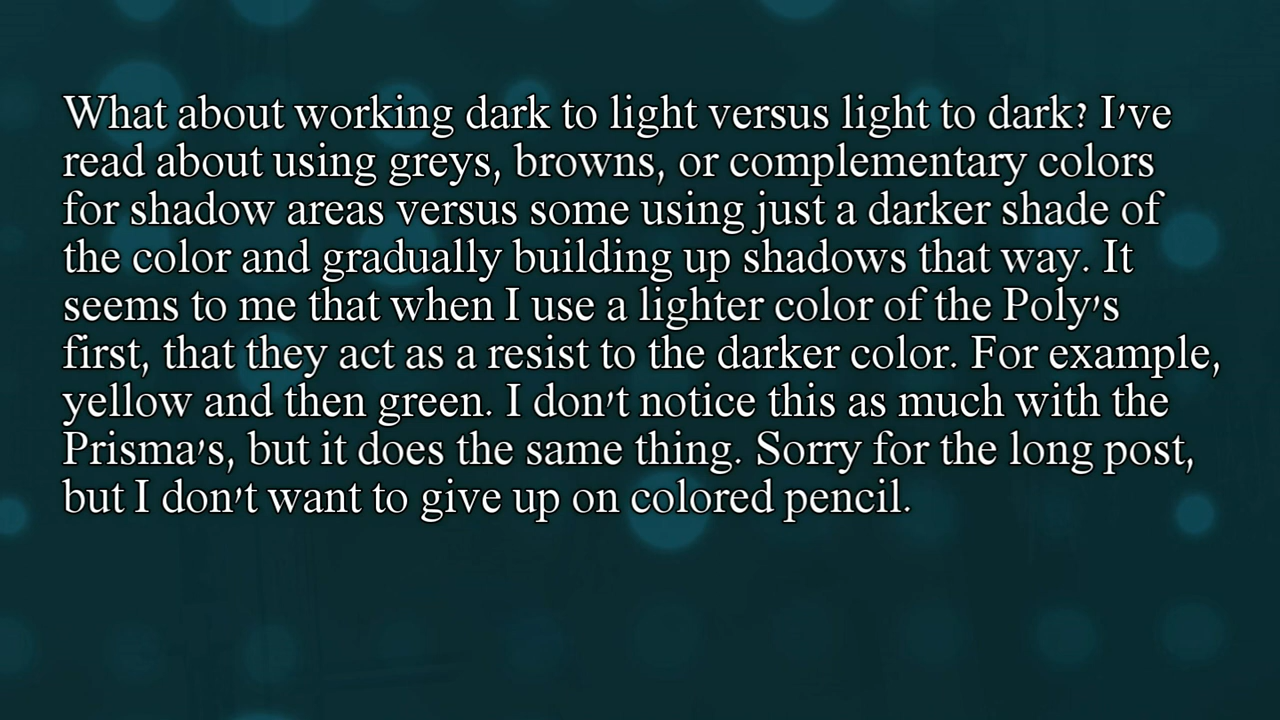 What about working dark to light versus light to dark? I've
read about using greys, browns, or complementary colors
for shadow areas versus some using just a darker shade of
the color and gradually building up shadows that way. It
seems to me that when I use a lighter color of the Poly's
first, that they act as a resist to the darker color. For example,
yellow and then green. I don't notice this as much with the
Prisma's, but it does the same thing. Sorry for the long post,
but I don't want to give up on colored pencil.